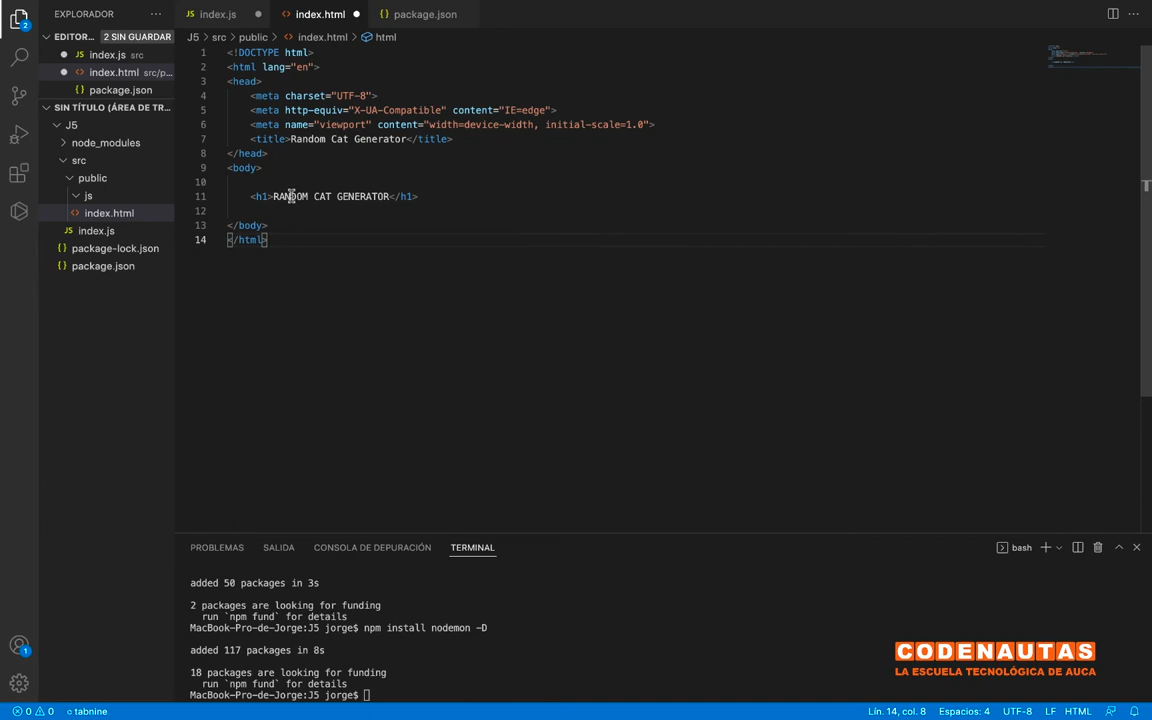 EXPLORADOR
EDITOR... 2 SIN GUARDAR
index.js src
index.html src/p...
package.json
SIN TÍTULO (ÁREA DE TR...
J5
node_modules
src
public
js
index.html
index.js
package-lock.json
package.json
2
1
index.js
index.html
package.json
J5 > src > public > index.html > html
1 <!DOCTYPE html>
2 <html lang="en">
3 <head>
4 <meta charset="UTF-8">
5 <meta http-equiv="X-UA-Compatible" content="IE=edge">
6 <meta name="viewport" content="width=device-width, initial-scale=1.0">
7 <title>Random Cat Generator</title>
8 </head>
9 <body>
10
11 <h1>RANDOM CAT GENERATOR</h1>
12
13 </body>
14 </html>
PROBLEMAS SALIDA CONSOLA DE DEPURACIÓN TERMINAL bash
added 50 packages in 3s
2 packages are looking for funding
run `npm fund` for details
MacBook-Pro-de-Jorge:J5 jorge$ npm install nodemon -D
added 117 packages in 8s
18 packages are looking for funding
run `npm fund` for details
MacBook-Pro-de-Jorge:J5 jorge$
CODENAUTAS
LA ESCUELA TECNOLÓGICA DE AUCA
0 0 tabnine Lín. 14, col. 8 Espacios: 4 UTF-8 LF HTML